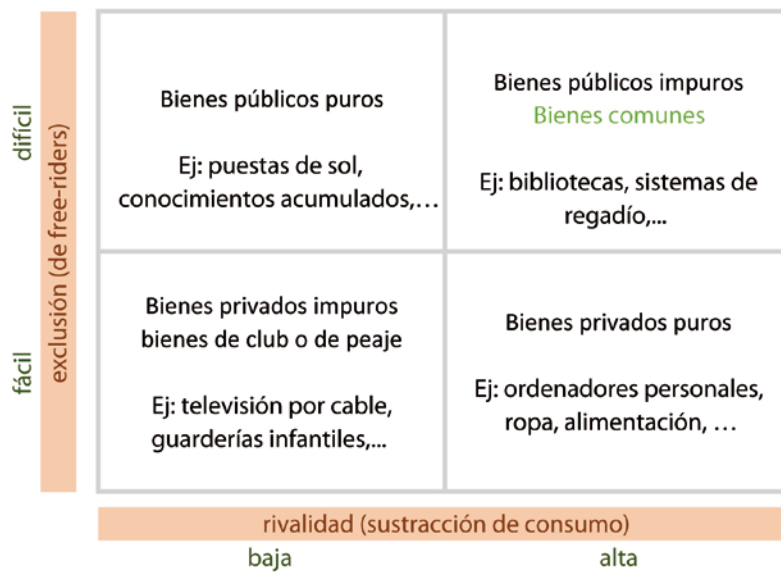 difícil
fácil
exclusión (de free-riders)
Bienes públicos puros
Ej: puestas de sol,
conocimientos acumulados,...
Bienes públicos impuros
Bienes comunes
Ej: bibliotecas, sistemas de
regadío,...
Bienes privados impuros
bienes de club o de peaje
Ej: televisión por cable,
guarderías infantiles,...
Bienes privados puros
Ej: ordenadores personales,
ropa, alimentación, ...
rivalidad (sustracción de consumo)
baja
alta